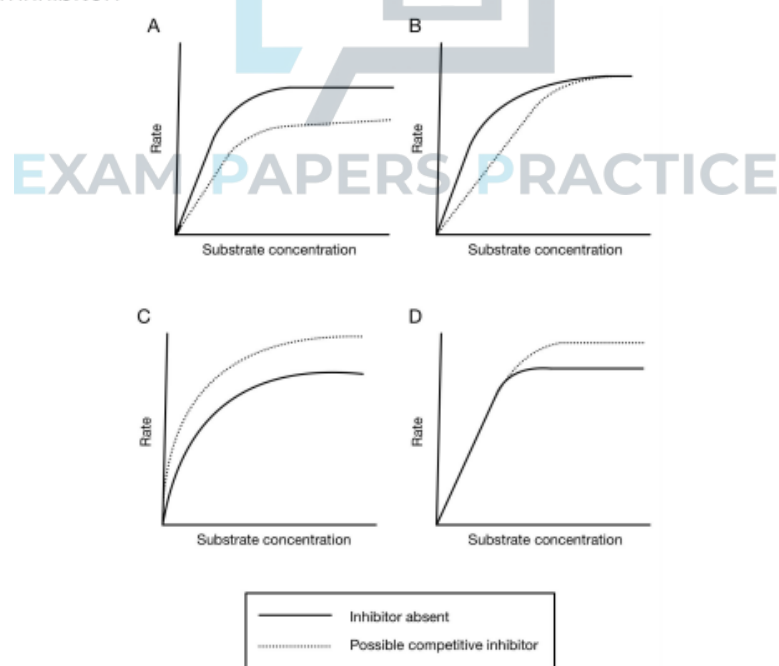 A
B
Rate
Rate
EXAM PAPERS PRACTICE
Substrate concentration
Substrate concentration
C
D
Rate
Rate
Substrate concentration
Substrate concentration
Inhibitor absent
Possible competitive inhibitor